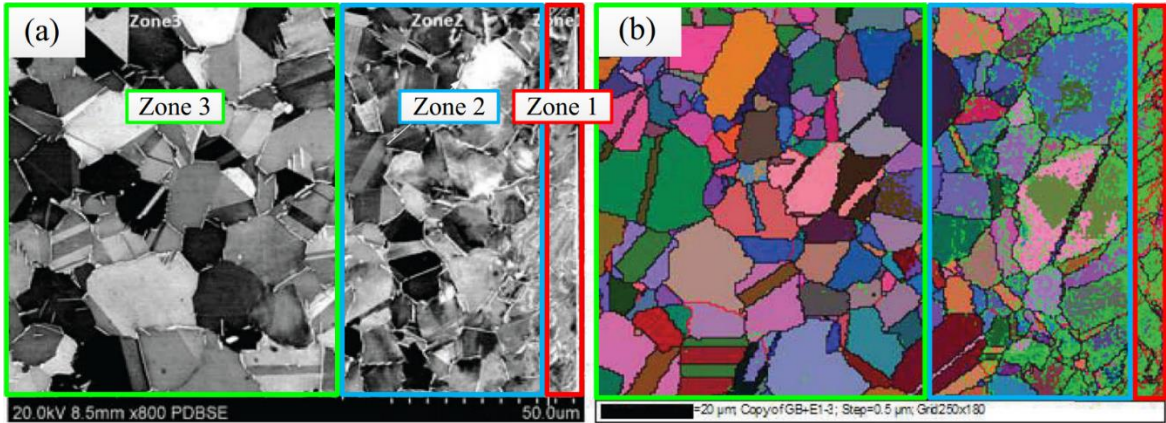 (a)
Zone3
Zone2
Zone1
Zone 3
Zone 2
Zone 1
20.0kV 8.5mm x800 PDBSE
50.0um
(b)
=20 µm; Copy of GB+E1-3; Step=0.5 µm; Grid250x180